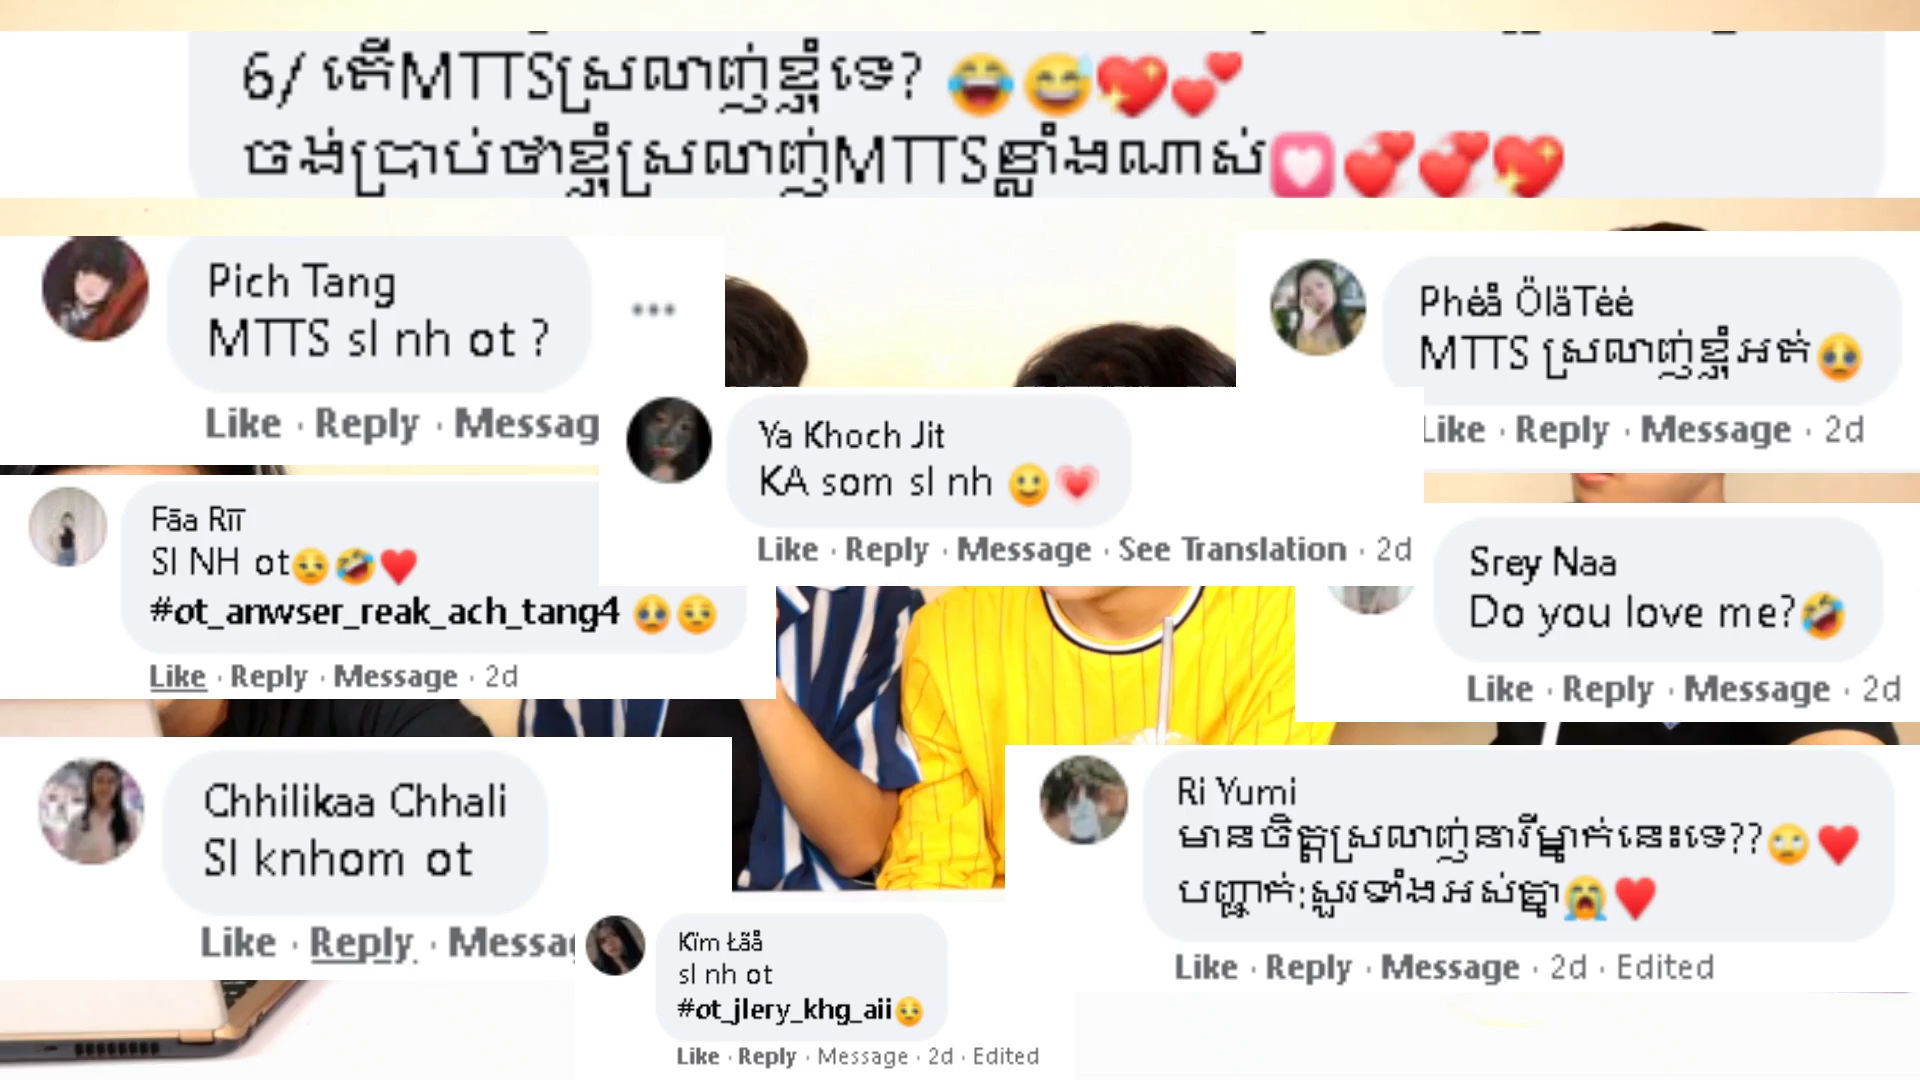 6/ តើMTTSស្រលាញ់ខ្ញុំទេ? 😂😅💖💕
ចង់ប្រាប់ថាខ្ញុំស្រលាញ់MTTSខ្លាំងណាស់💟💞💞💖
Pich Tang
MTTS sl nh ot ?
Like · Reply · Messag
Phéå ÖläTéé
MTTS ស្រលាញ់ខ្ញុំអត់🥺
Like · Reply · Message · 2d
Ya Khoch Jit
KA som sl nh 🙂💗
Like · Reply · Message · See Translation · 2d
Fãa Rīī
Sl NH ot🥺🤣❤️
#ot_anwser_reak_ach_tang4 🥺🥺
Like · Reply · Message · 2d
Srey Naa
Do you love me?🤣
Like · Reply · Message · 2d
Chhilikaa Chhali
Sl knhom ot
Like · Reply · Messa
Ri Yumi
មានចិត្តស្រលាញ់នារីម្នាក់នេះទេ??🙄❤️
បញ្ជាក់:សួរទាំងអស់គ្នា😭❤️
Like · Reply · Message · 2d · Edited
Kïm Łãå
sl nh ot
#ot_jlery_khg_aii🥺
Like · Reply · Message · 2d · Edited